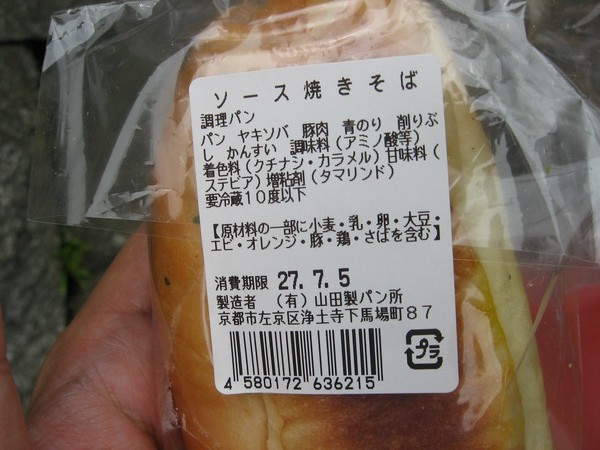 ソース焼きそば
調理パン
パン ヤキソバ 豚肉 青のり 削りぶ
し かんすい 調味料(アミノ酸等)
着色料(クチナシ・カラメル)甘味料(
ステビア)増粘剤(タマリンド)
要冷蔵10度以下
【原材料の一部に小麦・乳・卵・大豆・
エビ・オレンジ・豚・鶏・さばを含む】
消費期限 27.7.5
製造者 (有)山田製パン所
京都市左京区浄土寺下馬場町87
プラ
4 580172 636215